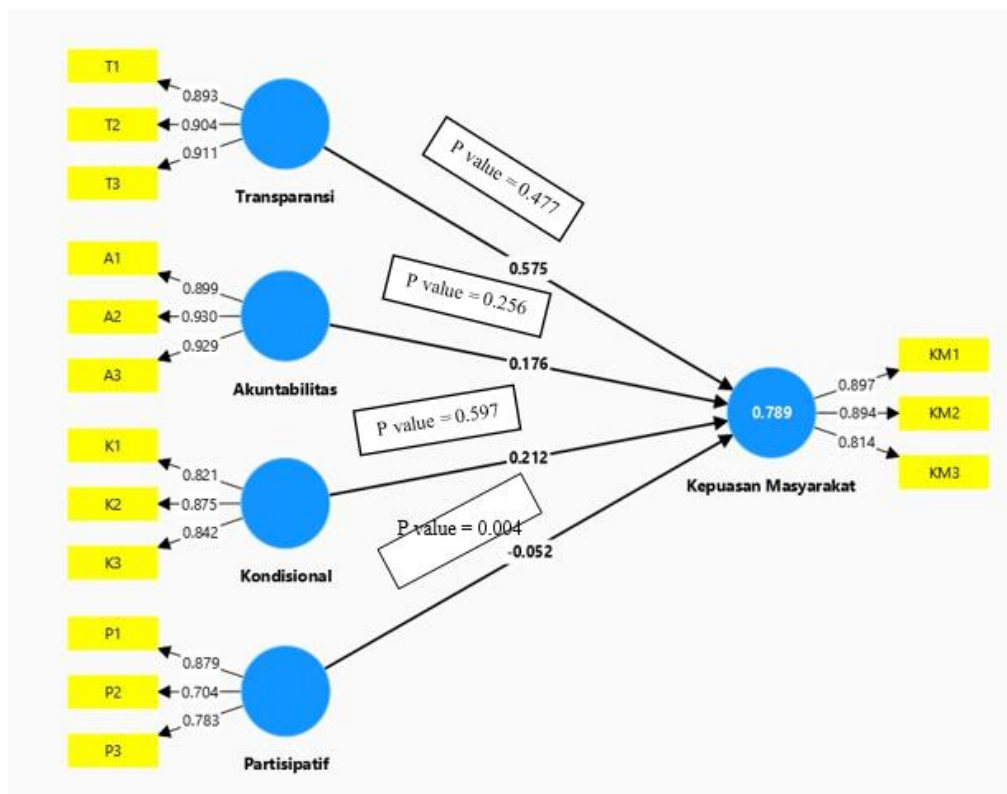 T1
0.893
T2
0.904
T3
0.911
Transparansi
P value = 0.477
0.575
A1
0.899
A2
0.930
A3
0.929
Akuntabilitas
P value = 0.256
0.176
K1
0.821
K2
0.875
K3
0.842
Kondisional
P value = 0.597
0.212
P1
0.879
P2
0.704
P3
0.783
Partisipatif
P value = 0.004
-0.052
0.789
Kepuasan Masyarakat
KM1
0.897
KM2
0.894
KM3
0.814